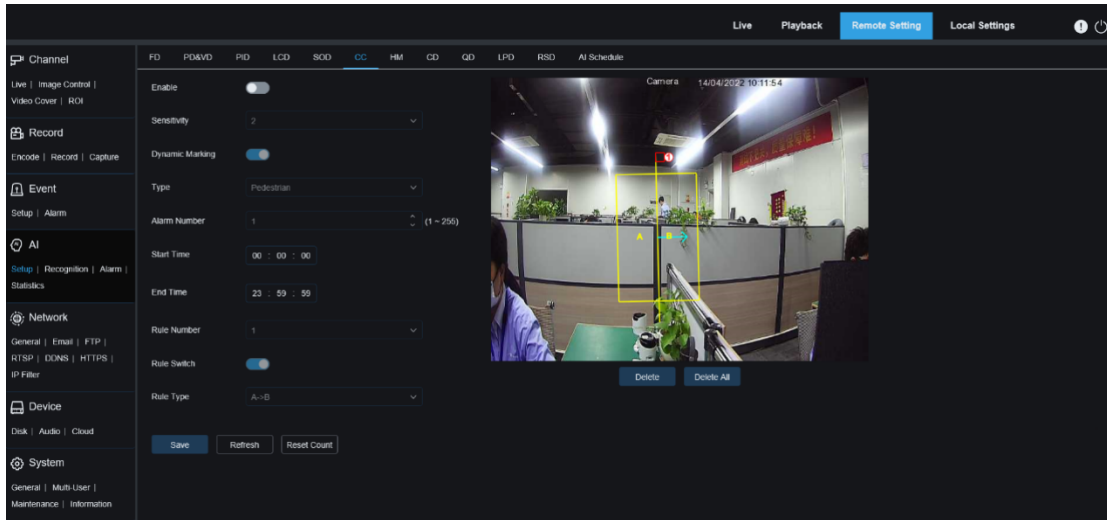 Live Playback Remote Setting Local Settings
Channel
Live | Image Control |
Video Cover | ROI
Record
Encode | Record | Capture
Event
Setup | Alarm
AI
Setup | Recognition | Alarm |
Statistics
Network
General | Email | FTP |
RTSP | DDNS | HTTPS |
IP Filter
Device
Disk | Audio | Cloud
System
General | Multi-User |
Maintenance | Information
FD PD&VD PID LCD SOD CC HM CD QD LPD RSD AI Schedule
Enable
Sensitivity 2
Dynamic Marking
Type Pedestrian
Alarm Number 1 (1 ~ 255)
Start Time 00 : 00 : 00
End Time 23 : 59 : 59
Rule Number 1
Rule Switch
Rule Type A->B
Save Refresh Reset Count
Camera 14/04/2022 10:11:54
1
A B
Delete Delete All